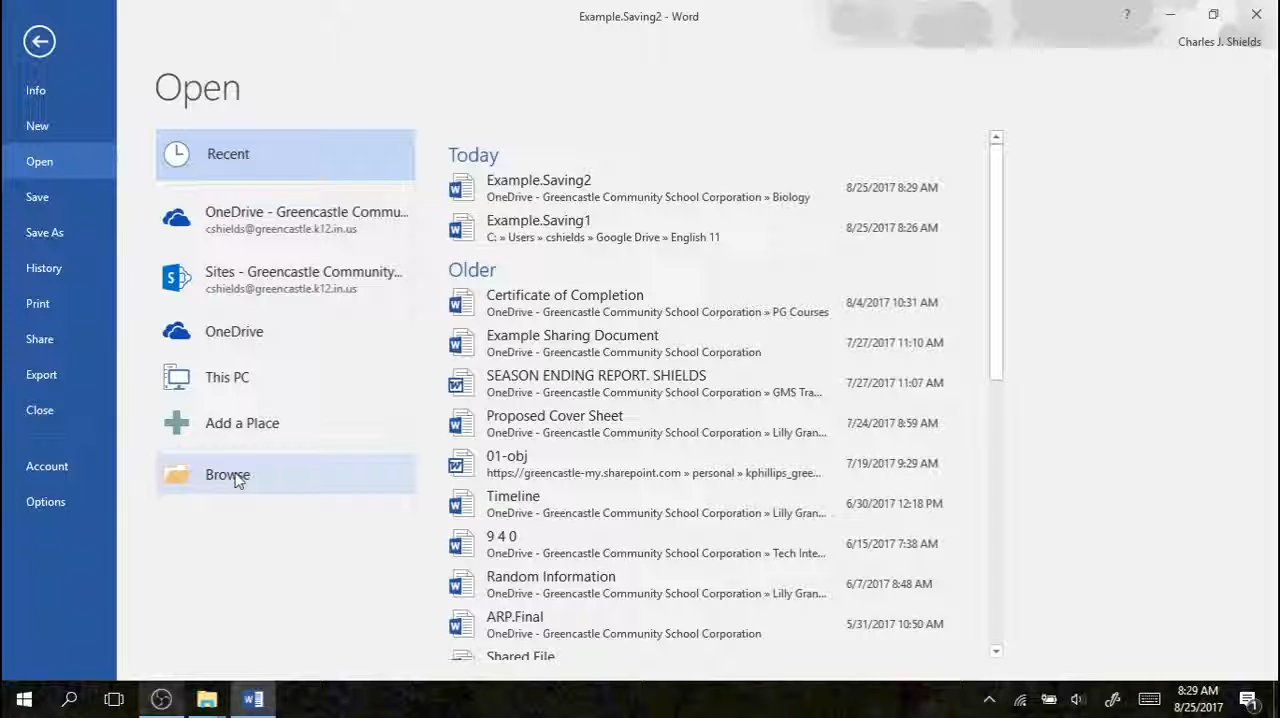 Example.Saving2 - Word
?
Charles J. Shields
Info
New
Open
Save
Save As
History
Print
Share
Export
Close
Account
Options
Open
Recent
OneDrive - Greencastle Commu...
cshields@greencastle.k12.in.us
Sites - Greencastle Community...
cshields@greencastle.k12.in.us
OneDrive
This PC
Add a Place
Browse
Today
Example.Saving2 8/25/2017 8:29 AM
OneDrive - Greencastle Community School Corporation » Biology
Example.Saving1 8/25/2017 8:26 AM
C: » Users » cshields » Google Drive » English 11
Older
Certificate of Completion 8/4/2017 10:31 AM
OneDrive - Greencastle Community School Corporation » PG Courses
Example Sharing Document 7/27/2017 11:10 AM
OneDrive - Greencastle Community School Corporation
SEASON ENDING REPORT. SHIELDS 7/27/2017 11:07 AM
OneDrive - Greencastle Community School Corporation » GMS Tra...
Proposed Cover Sheet 7/24/2017 8:59 AM
OneDrive - Greencastle Community School Corporation » Lilly Gran...
01-obj 7/19/2017 9:29 AM
https://greencastle-my.sharepoint.com » personal » kphillips_gree...
Timeline 6/30/2017 12:18 PM
OneDrive - Greencastle Community School Corporation » Lilly Gran...
9 4 0 6/15/2017 7:38 AM
OneDrive - Greencastle Community School Corporation » Tech Inte...
Random Information 6/7/2017 8:48 AM
OneDrive - Greencastle Community School Corporation » Lilly Gran...
ARP.Final 5/31/2017 10:50 AM
OneDrive - Greencastle Community School Corporation
Shared File
8:29 AM
8/25/2017
1